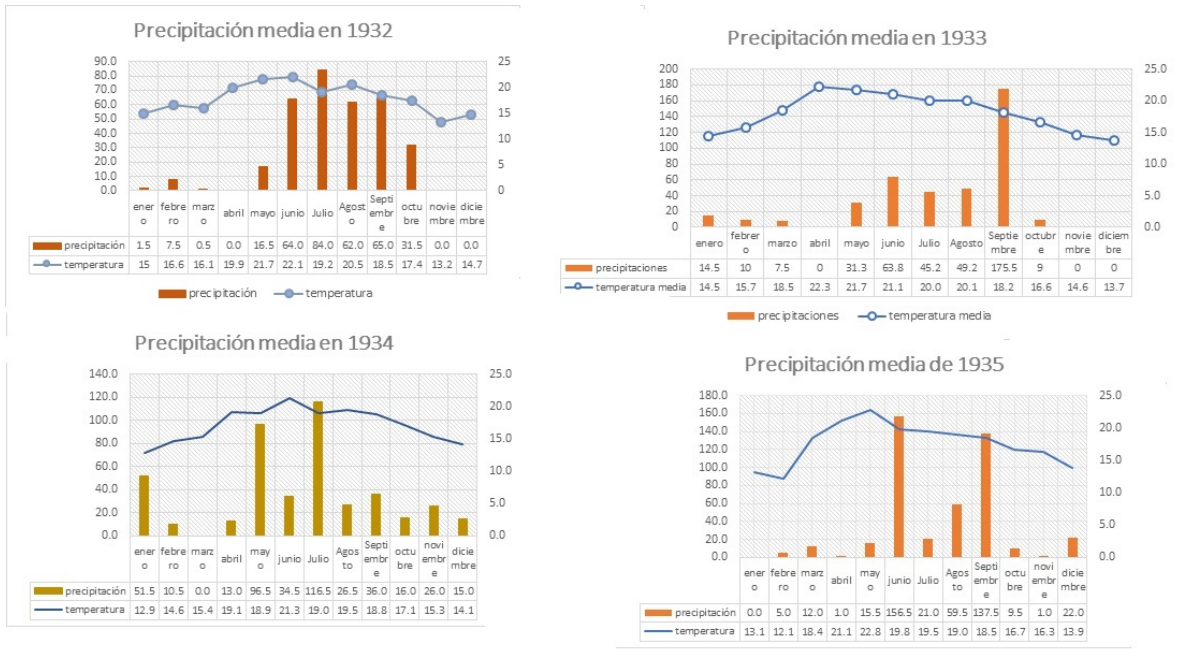 Precipitación media en 1932
90.0 25
80.0
70.0 20
60.0
50.0 15
40.0 10
30.0
20.0 5
10.0
0.0 0
enero febrero marzo abril mayo junio Julio Agosto Septiembre octubre noviembre diciembre
precipitación 1.5 7.5 0.5 0.0 16.5 64.0 84.0 62.0 65.0 31.5 0.0 0.0
temperatura 15 16.6 16.1 19.9 21.7 22.1 19.2 20.5 18.5 17.4 13.2 14.7
precipitación temperatura
Precipitación media en 1933
200 25.0
180
160 20.0
140
120 15.0
100
80 10.0
60
40 5.0
20
0 0.0
enero febrero marzo abril mayo junio Julio Agosto Septiembre octubre noviembre diciembre
precipitaciones 14.5 10 7.5 0 31.3 63.8 45.2 49.2 175.5 9 0 0
temperatura media 14.5 15.7 18.5 22.3 21.7 21.1 20.0 20.1 18.2 16.6 14.6 13.7
precipitaciones temperatura media
Precipitación media en 1934
140.0 25.0
120.0 20.0
100.0
80.0 15.0
60.0 10.0
40.0
20.0 5.0
0.0 0.0
enero febrero marzo abril mayo junio Julio Agosto Septiembre octubre noviembre diciembre
precipitación 51.5 10.5 0.0 13.0 96.5 34.5 116.5 26.5 36.0 16.0 26.0 15.0
temperatura 12.9 14.6 15.4 19.1 18.9 21.3 19.0 19.5 18.8 17.1 15.3 14.1
Precipitación media de 1935
180.0 25.0
160.0
140.0 20.0
120.0
100.0 15.0
80.0 10.0
60.0
40.0 5.0
20.0
0.0 0.0
enero febrero marzo abril mayo junio Julio Agosto Septiembre octubre noviembre diciembre
precipitación 0.0 5.0 12.0 1.0 15.5 156.5 21.0 59.5 137.5 9.5 1.0 22.0
temperatura 13.1 12.1 18.4 21.1 22.8 19.8 19.5 19.0 18.5 16.7 16.3 13.9